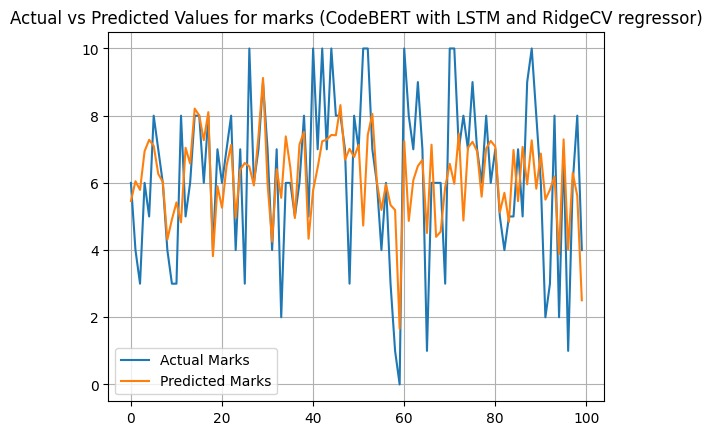 Actual vs Predicted Values for marks (CodeBERT with LSTM and RidgeCV regressor)
10
8
6
4
2
0
Actual Marks
Predicted Marks
0 20 40 60 80 100